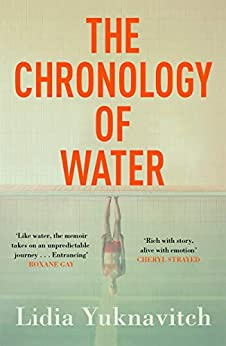 THE
CHRONOLOGY
OF
WATER
'Like water, the memoir
takes on an unpredictable
journey . . . Entrancing'
ROXANE GAY
'Rich with story,
alive with emotion'
CHERYL STRAYED
Lidia Yuknavitch